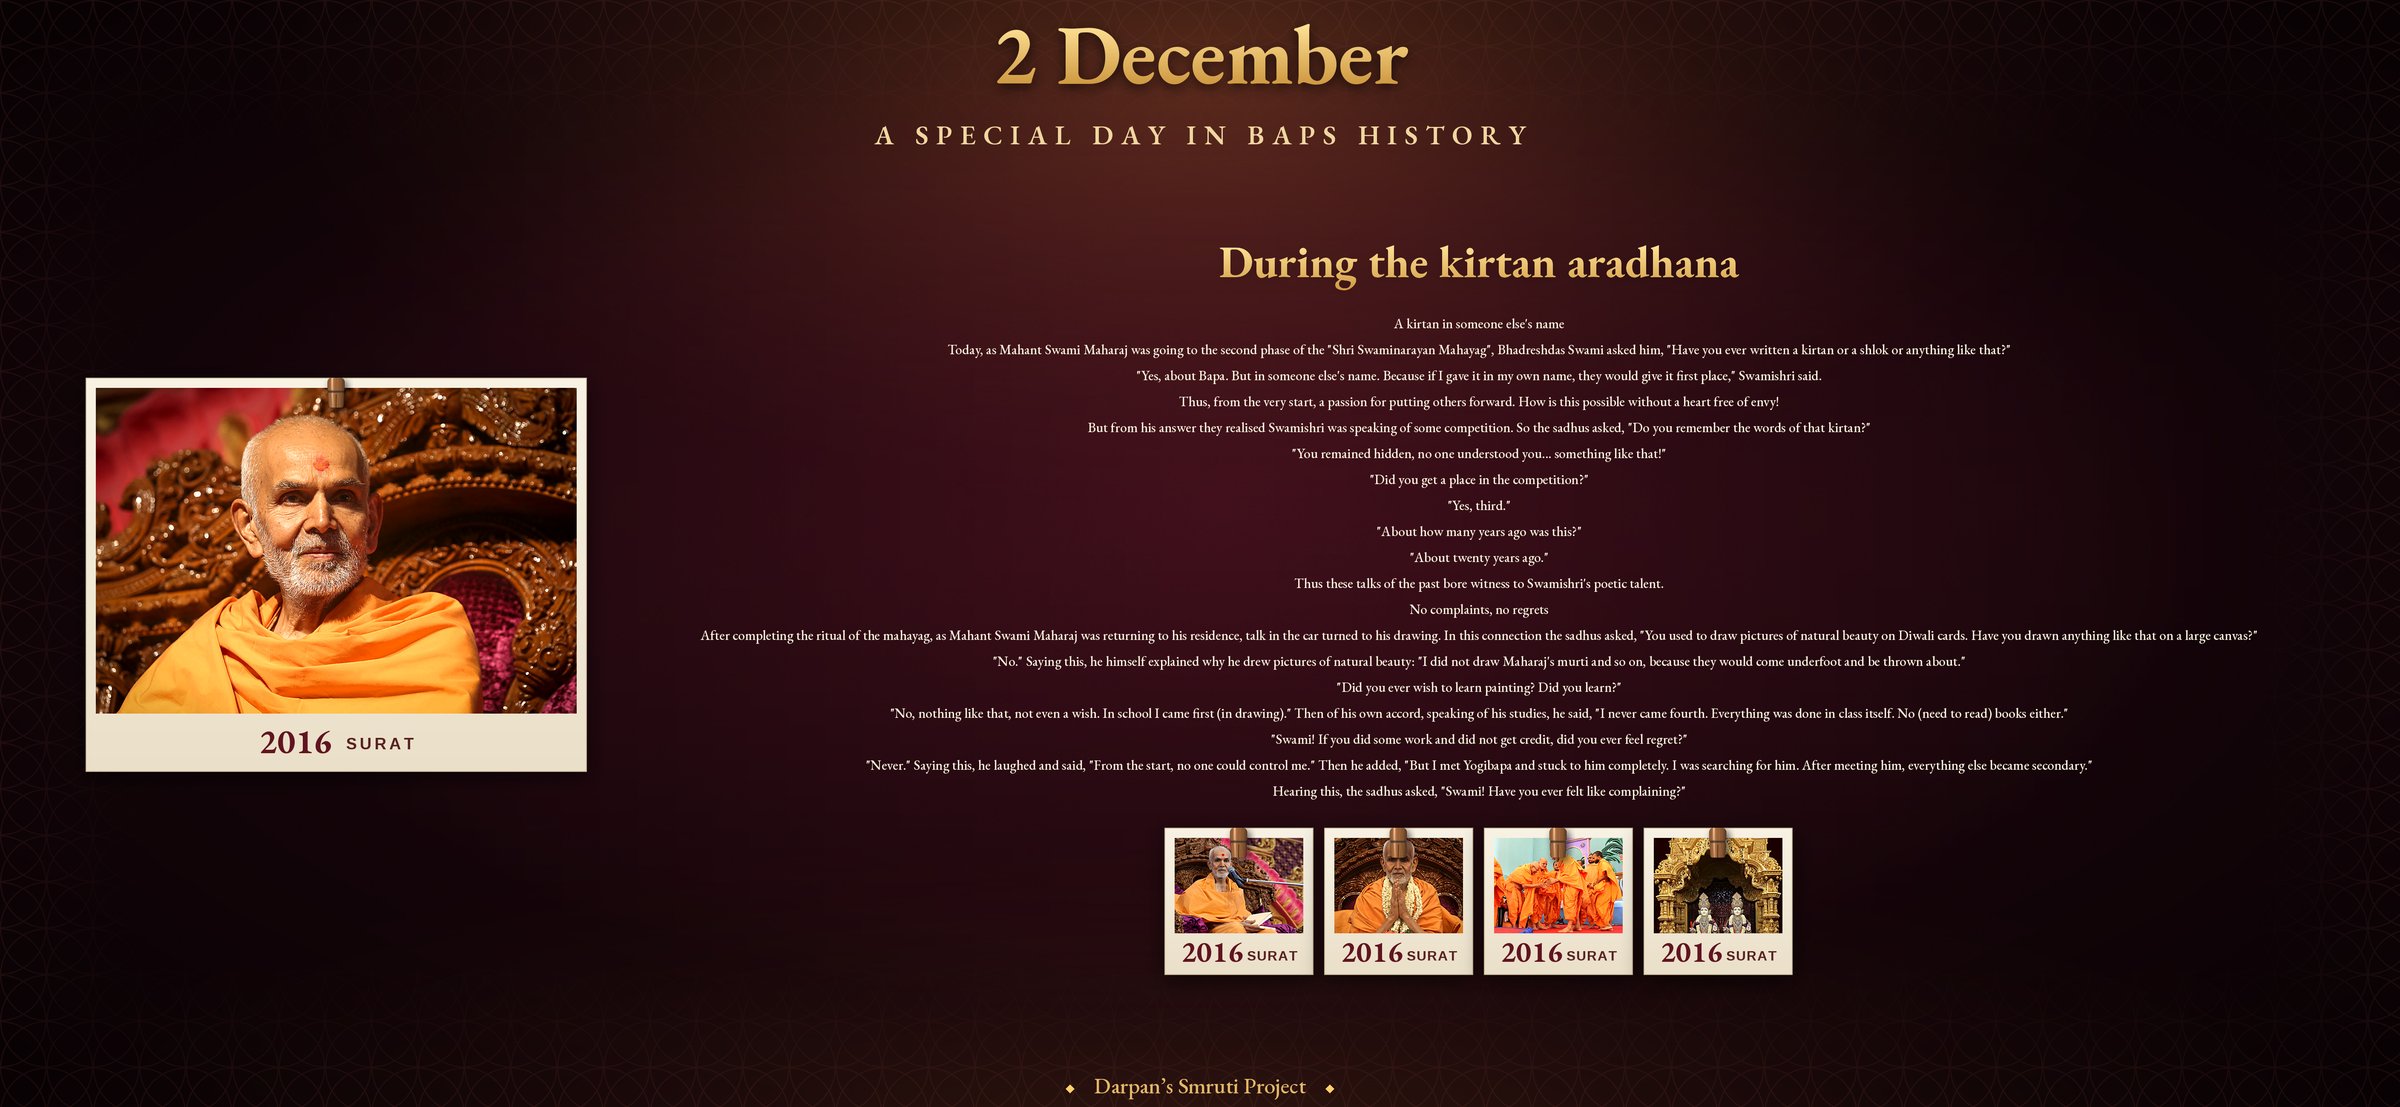 2 December
A SPECIAL DAY IN BAPS HISTORY
During the kirtan aradhana
A kirtan in someone else's name
Today, as Mahant Swami Maharaj was going to the second phase of the "Shri Swaminarayan Mahayag", Bhadreshdas Swami asked him, "Have you ever written a kirtan or a shlok or anything like that?"
"Yes, about Bapa. But in someone else's name. Because if I gave it in my own name, they would give it first place," Swamishri said.
Thus, from the very start, a passion for putting others forward. How is this possible without a heart free of envy!
But from his answer they realised Swamishri was speaking of some competition. So the sadhus asked, "Do you remember the words of that kirtan?"
"You remained hidden, no one understood you... something like that!"
"Did you get a place in the competition?"
"Yes, third."
"About how many years ago was this?"
"About twenty years ago."
Thus these talks of the past bore witness to Swamishri's poetic talent.
No complaints, no regrets
After completing the ritual of the mahayag, as Mahant Swami Maharaj was returning to his residence, talk in the car turned to his drawing. In this connection the sadhus asked, "You used to draw pictures of natural beauty on Diwali cards. Have you drawn anything like that on a large canvas?"
"No." Saying this, he himself explained why he drew pictures of natural beauty: "I did not draw Maharaj's murti and so on, because they would come underfoot and be thrown about."
"Did you ever wish to learn painting? Did you learn?"
"No, nothing like that, not even a wish. In school I came first (in drawing)." Then of his own accord, speaking of his studies, he said, "I never came fourth. Everything was done in class itself. No (need to read) books either."
"Swami! If you did some work and did not get credit, did you ever feel regret?"
"Never." Saying this, he laughed and said, "From the start, no one could control me." Then he added, "But I met Yogibapa and stuck to him completely. I was searching for him. After meeting him, everything else became secondary."
Hearing this, the sadhus asked, "Swami! Have you ever felt like complaining?"
2016 SURAT
2016 SURAT
2016 SURAT
2016 SURAT
2016 SURAT
Darpan’s Smruti Project